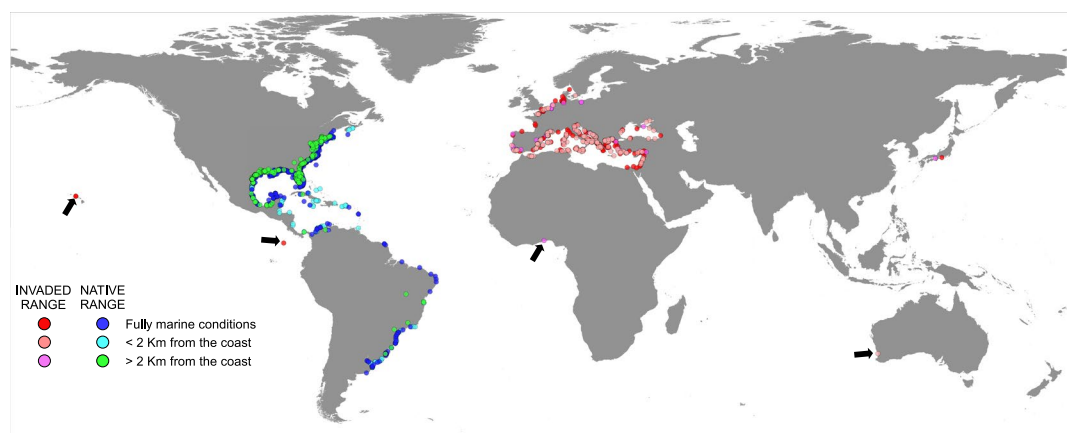 INVADED NATIVE
RANGE RANGE
Fully marine conditions
< 2 Km from the coast
> 2 Km from the coast